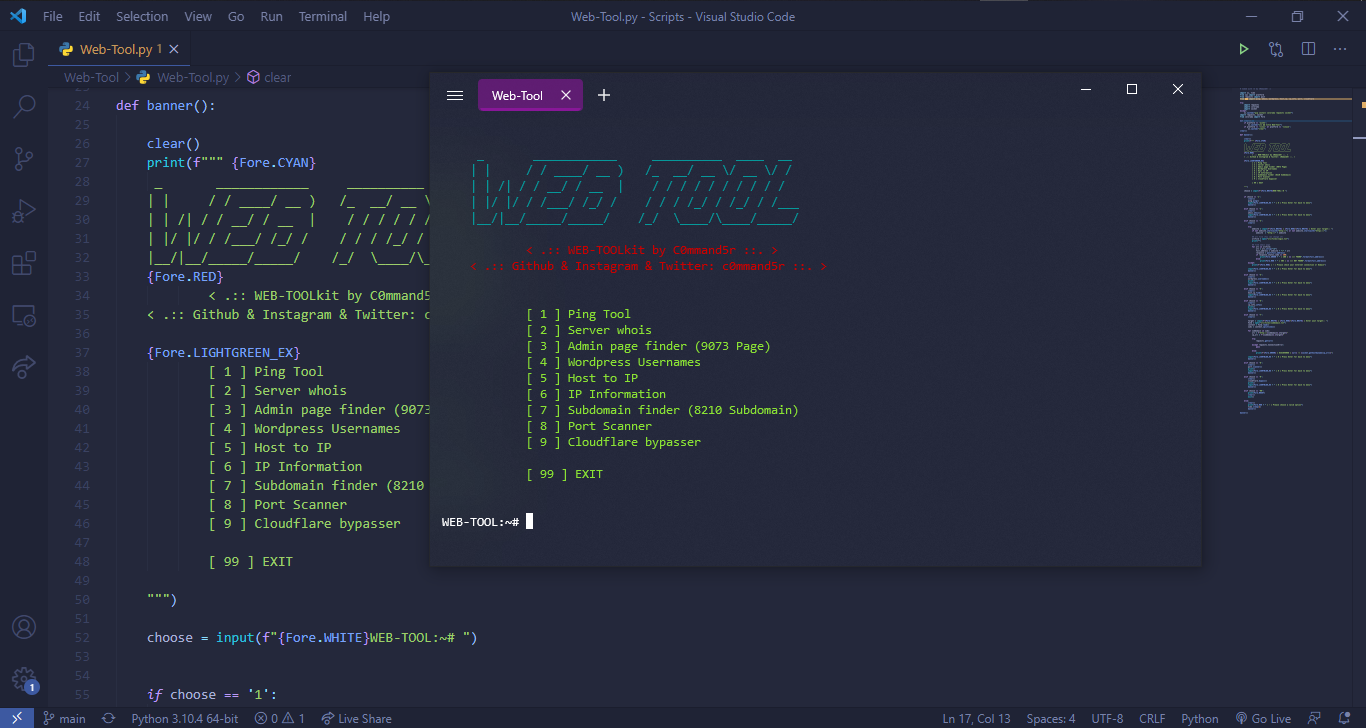 File Edit Selection View Go Run Terminal Help
Web-Tool.py - Scripts - Visual Studio Code
Web-Tool.py 1
Web-Tool > Web-Tool.py > clear
24 def banner():
25
26 clear()
27 print(f""" {Fore.CYAN}
28
29
30
31
32
33 {Fore.RED}
34 < .:: WEB-TOOLkit by C0mmand5
35 < .:: Github & Instagram & Twitter: c
36
37 {Fore.LIGHTGREEN_EX}
38 [ 1 ] Ping Tool
39 [ 2 ] Server whois
40 [ 3 ] Admin page finder (9073
41 [ 4 ] Wordpress Usernames
42 [ 5 ] Host to IP
43 [ 6 ] IP Information
44 [ 7 ] Subdomain finder (8210
45 [ 8 ] Port Scanner
46 [ 9 ] Cloudflare bypasser
47
48 [ 99 ] EXIT
49
50 """)
51
52 choose = input(f"{Fore.WHITE}WEB-TOOL:~# ")
53
54
55 if choose == '1':
Web-Tool
< .:: WEB-TOOLkit by C0mmand5r ::. >
< .:: Github & Instagram & Twitter: c0mmand5r ::. >
[ 1 ] Ping Tool
[ 2 ] Server whois
[ 3 ] Admin page finder (9073 Page)
[ 4 ] Wordpress Usernames
[ 5 ] Host to IP
[ 6 ] IP Information
[ 7 ] Subdomain finder (8210 Subdomain)
[ 8 ] Port Scanner
[ 9 ] Cloudflare bypasser
[ 99 ] EXIT
WEB-TOOL:~#
1
main Python 3.10.4 64-bit 0 1 Live Share
Ln 17, Col 13 Spaces: 4 UTF-8 CRLF Python Go Live